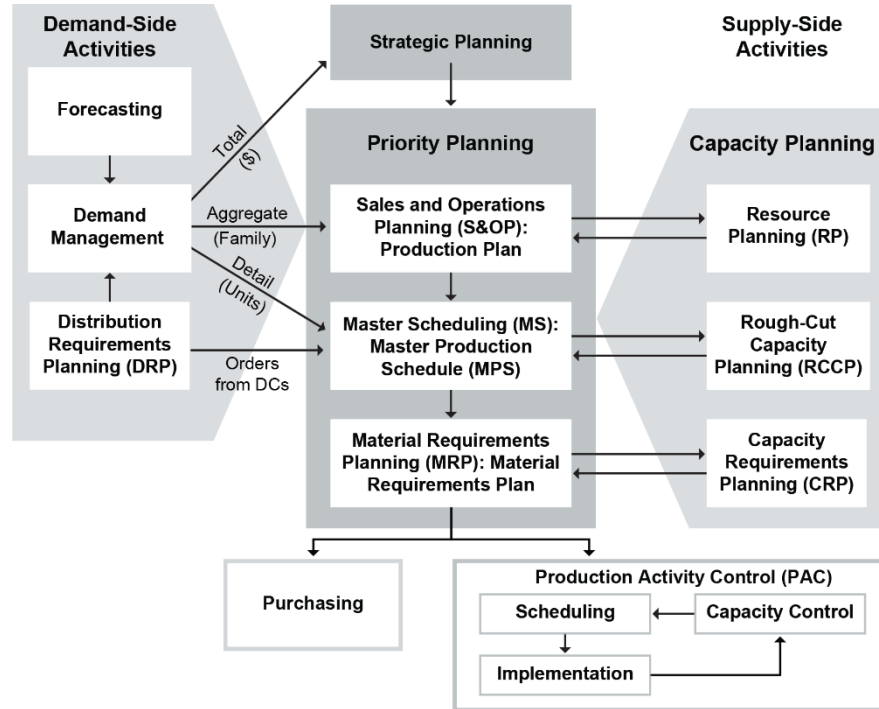 Demand-Side
Activities
Forecasting
Demand
Management
Distribution
Requirements
Planning (DRP)
Total
($)
Aggregate
(Family)
Detail
(Units)
Orders
from DCs
Strategic Planning
Priority Planning
Sales and Operations
Planning (S&OP):
Production Plan
Master Scheduling (MS):
Master Production
Schedule (MPS)
Material Requirements
Planning (MRP): Material
Requirements Plan
Supply-Side
Activities
Capacity Planning
Resource
Planning (RP)
Rough-Cut
Capacity
Planning (RCCP)
Capacity
Requirements
Planning (CRP)
Purchasing
Production Activity Control (PAC)
Scheduling
Capacity Control
Implementation